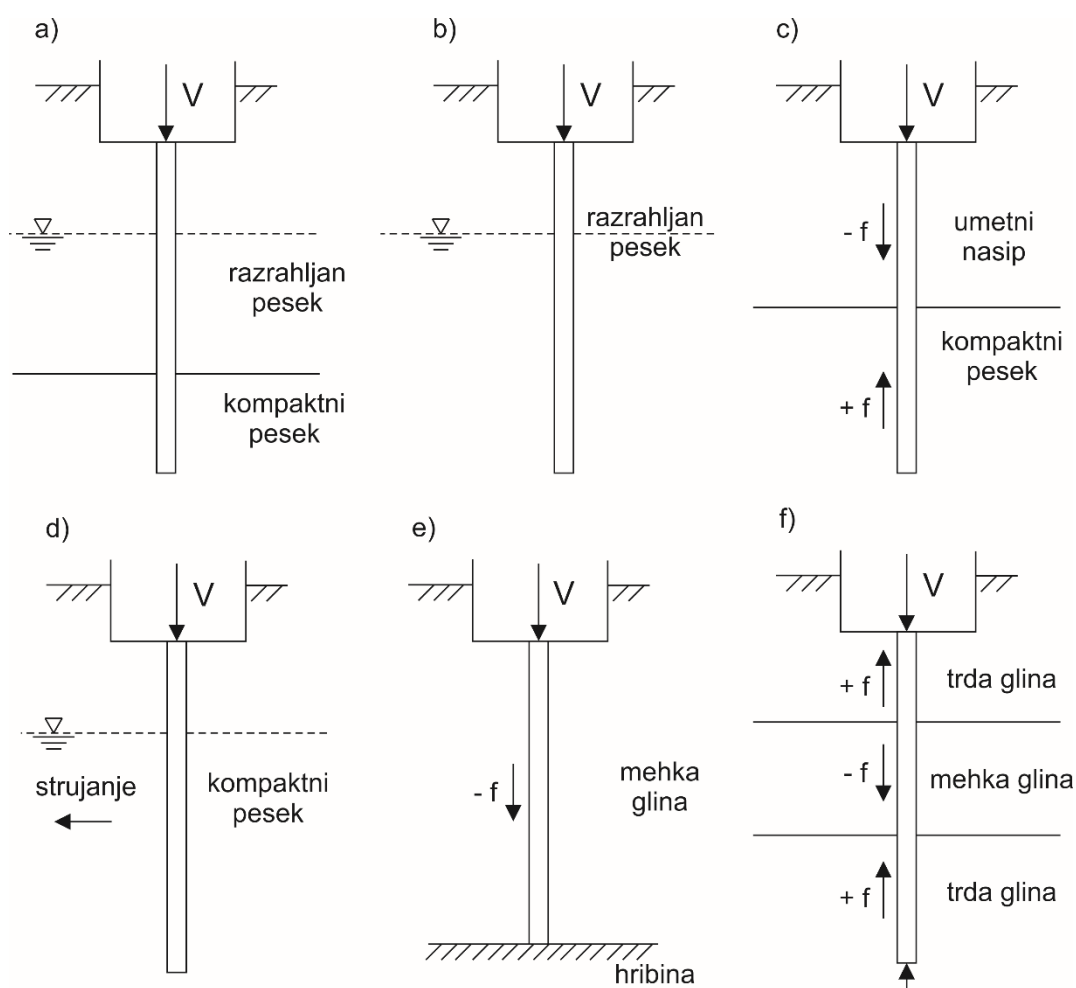 a)
V
razrahljan
pesek
kompaktni
pesek
b)
V
razrahljan
pesek
c)
V
- f
umetni
nasip
kompaktni
pesek
+ f
d)
V
strujanje
kompaktni
pesek
e)
V
- f
mehka
glina
hribina
f)
V
+ f
trda glina
- f
mehka glina
+ f
trda glina